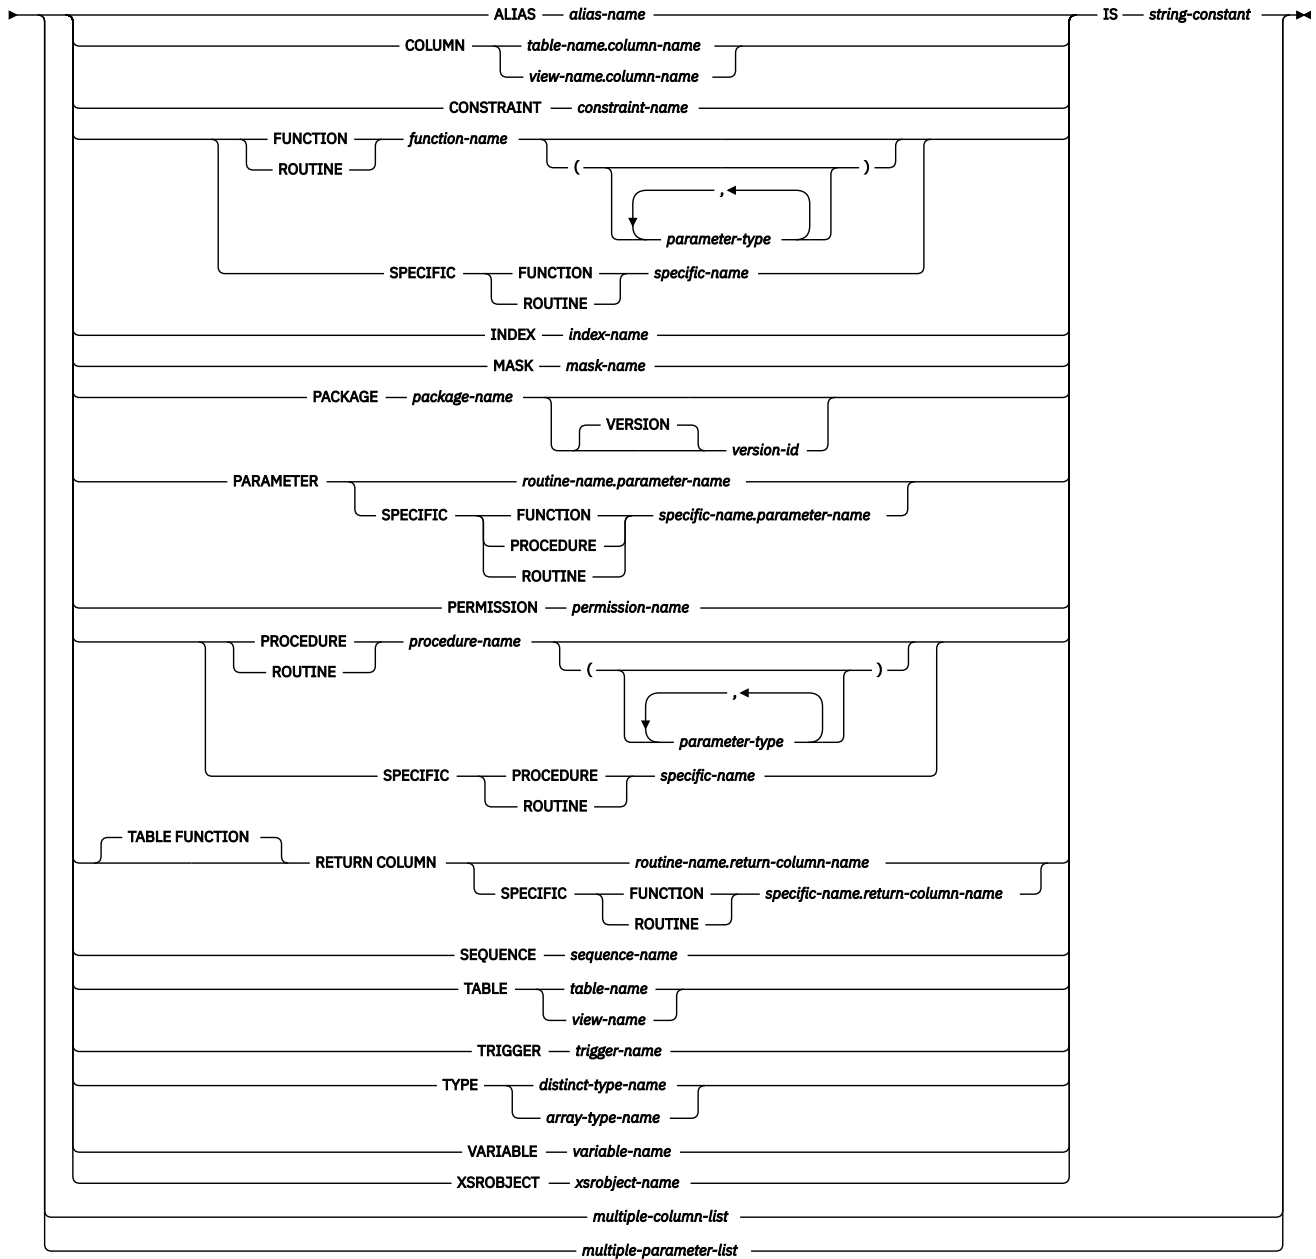 ALIAS alias-name IS string-constant
COLUMN table-name.column-name
view-name.column-name
CONSTRAINT constraint-name
FUNCTION function-name
ROUTINE ( )
,
parameter-type
SPECIFIC FUNCTION specific-name
ROUTINE
INDEX index-name
MASK mask-name
PACKAGE package-name
VERSION
version-id
PARAMETER routine-name.parameter-name
SPECIFIC FUNCTION specific-name.parameter-name
PROCEDURE
ROUTINE
PERMISSION permission-name
PROCEDURE procedure-name
ROUTINE ( )
,
parameter-type
SPECIFIC PROCEDURE specific-name
ROUTINE
TABLE FUNCTION
RETURN COLUMN routine-name.return-column-name
SPECIFIC FUNCTION specific-name.return-column-name
ROUTINE
SEQUENCE sequence-name
TABLE table-name
view-name
TRIGGER trigger-name
TYPE distinct-type-name
array-type-name
VARIABLE variable-name
XSROBJECT xsrobject-name
multiple-column-list
multiple-parameter-list